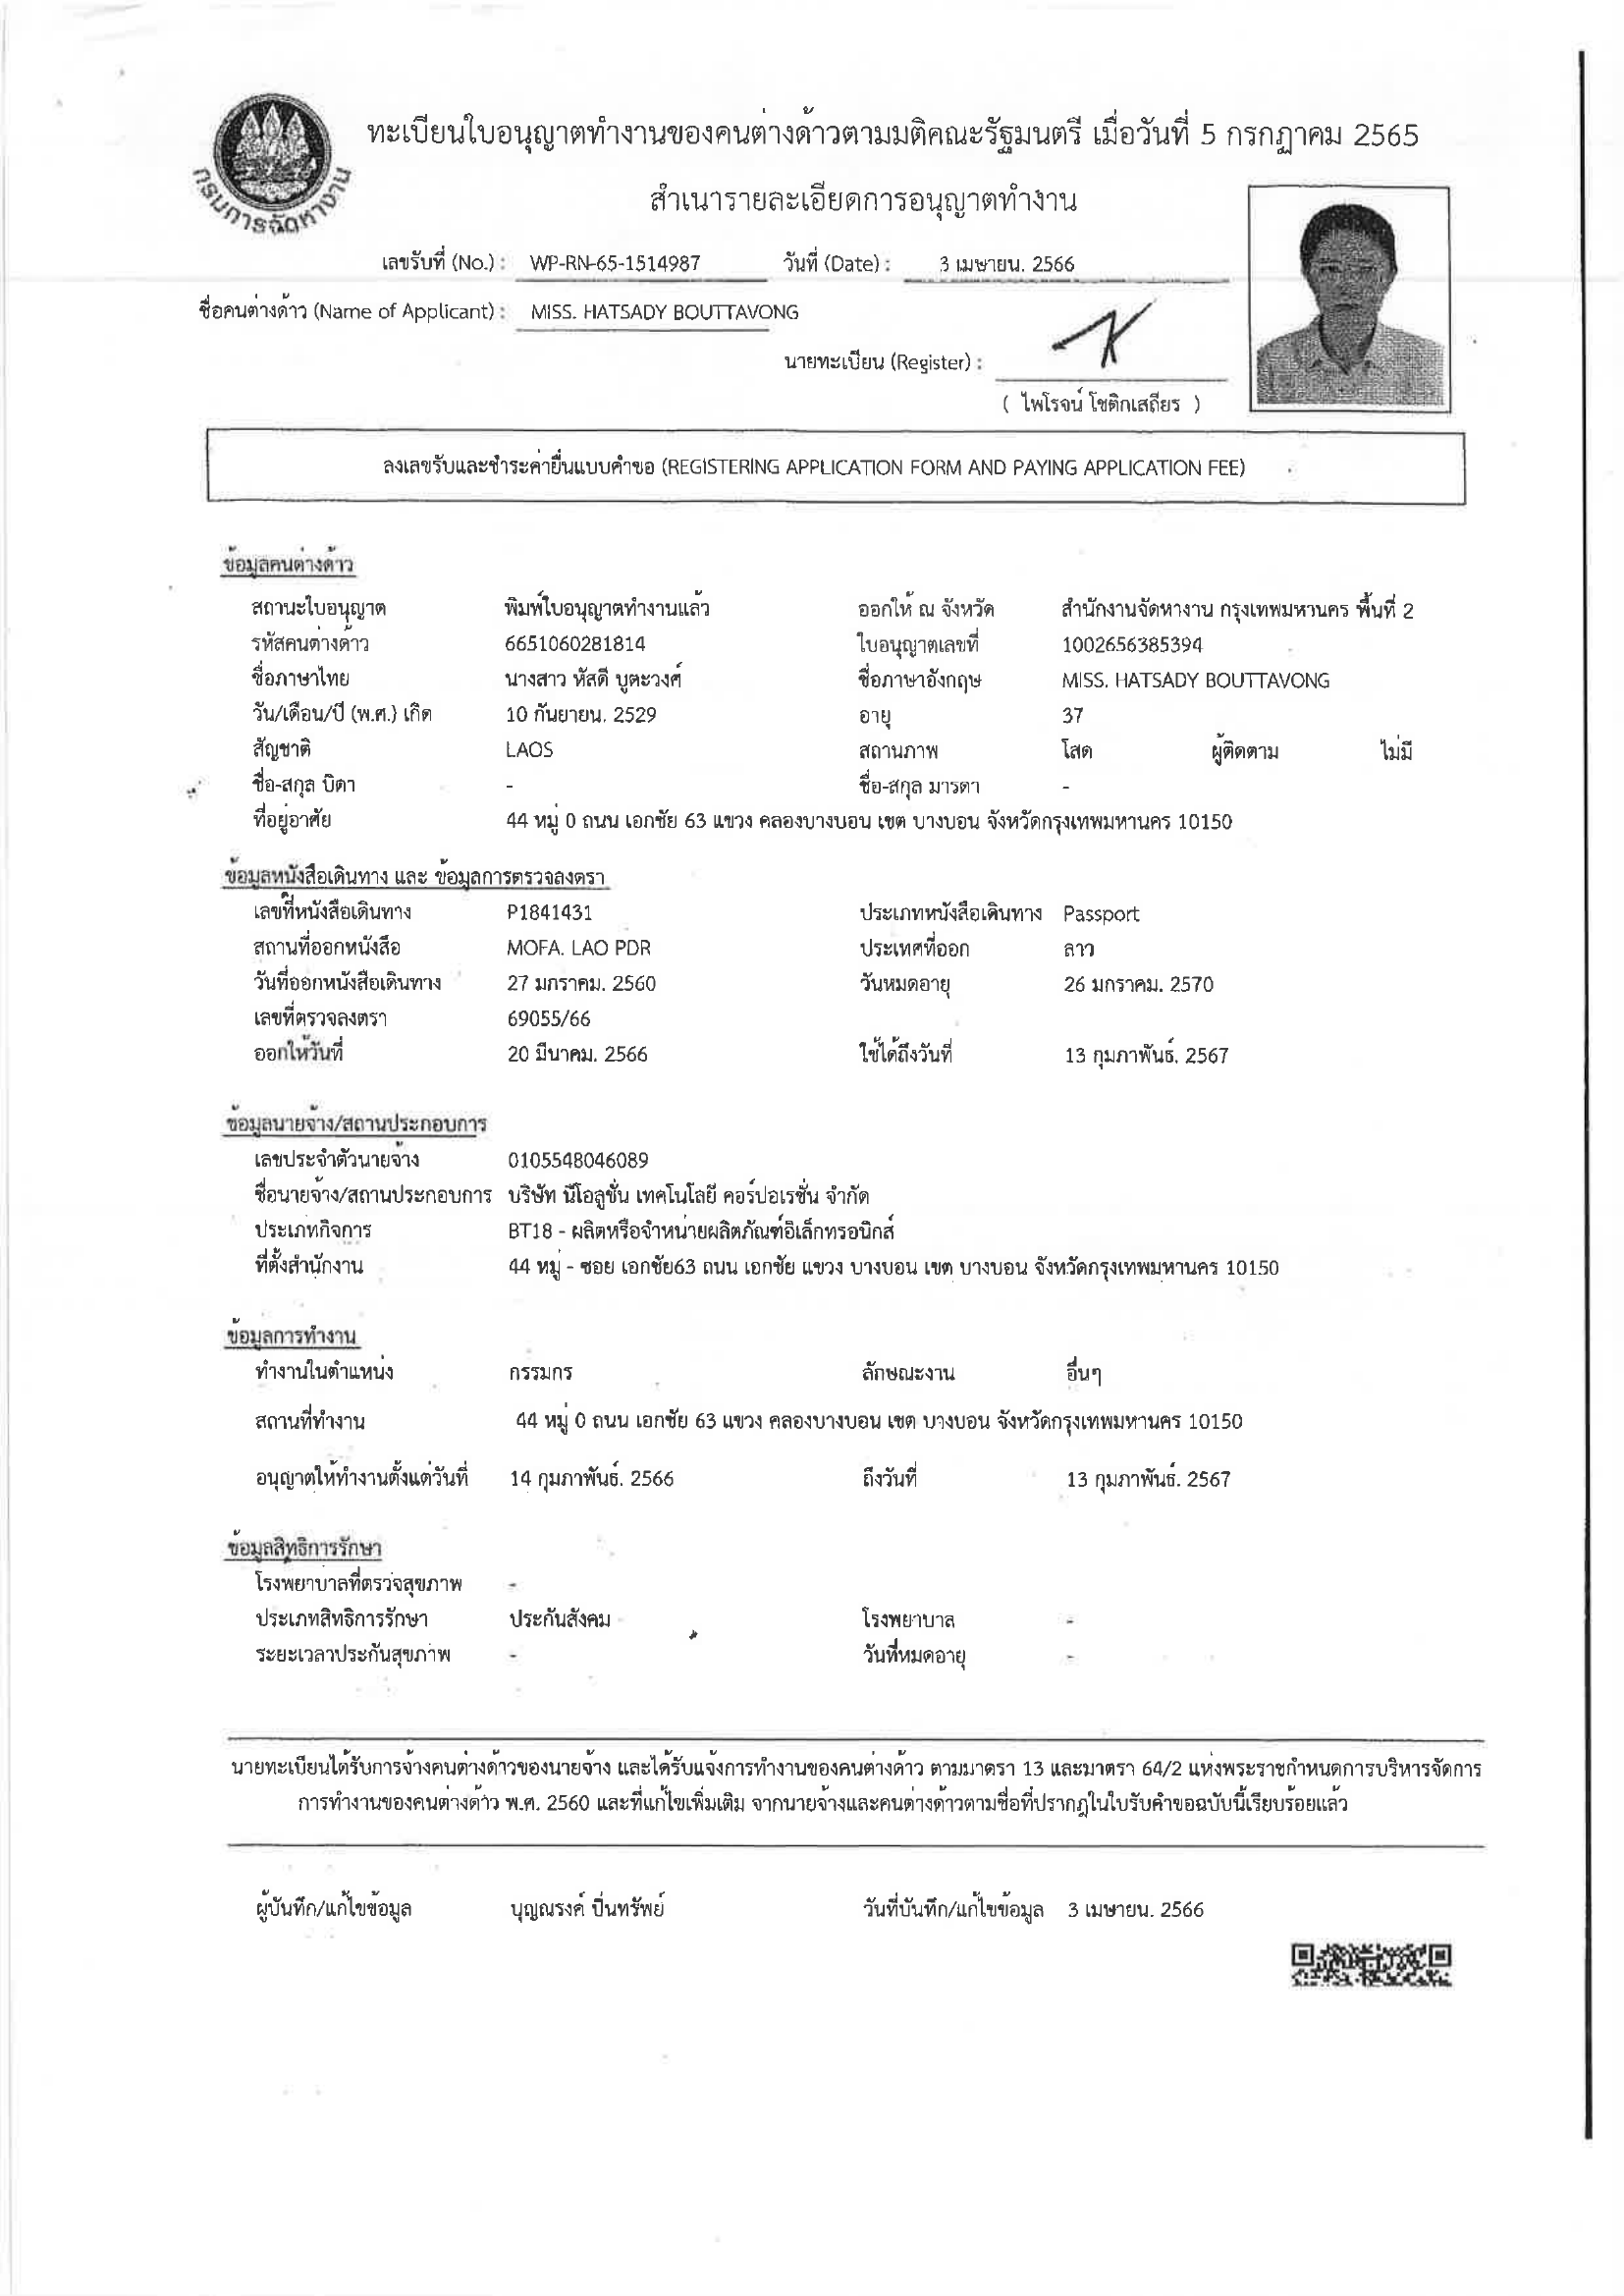 กรมการจัดหางาน
ทะเบียนใบอนุญาตทำงานของคนต่างด้าวตามมติคณะรัฐมนตรี เมื่อวันที่ 5 กรกฎาคม 2565
สำเนารายละเอียดการอนุญาตทำงาน
เลขรับที่ (No.) : WP-RN-65-1514987 วันที่ (Date) : 3 เมษายน. 2566
ชื่อคนต่างด้าว (Name of Applicant) : MISS. HATSADY BOUTTAVONG
นายทะเบียน (Register) :
( ไพโรจน์ โชติกเสถียร )
ลงเลขรับและชำระค่ายื่นแบบคำขอ (REGISTERING APPLICATION FORM AND PAYING APPLICATION FEE)
ข้อมูลคนต่างด้าว
สถานะใบอนุญาต พิมพ์ใบอนุญาตทำงานแล้ว ออกให้ ณ จังหวัด สำนักงานจัดหางาน กรุงเทพมหานคร พื้นที่ 2
รหัสคนต่างด้าว 6651060281814 ใบอนุญาตเลขที่ 1002656385394
ชื่อภาษาไทย นางสาว หัสดี บูตะวงศ์ ชื่อภาษาอังกฤษ MISS. HATSADY BOUTTAVONG
วัน/เดือน/ปี (พ.ศ.) เกิด 10 กันยายน. 2529 อายุ 37
สัญชาติ LAOS สถานภาพ โสด ผู้ติดตาม ไม่มี
ชื่อ-สกุล บิดา - ชื่อ-สกุล มารดา -
ที่อยู่อาศัย 44 หมู่ 0 ถนน เอกชัย 63 แขวง คลองบางบอน เขต บางบอน จังหวัดกรุงเทพมหานคร 10150
ข้อมูลหนังสือเดินทาง และ ข้อมูลการตรวจลงตรา
เลขที่หนังสือเดินทาง P1841431 ประเภทหนังสือเดินทาง Passport
สถานที่ออกหนังสือ MOFA. LAO PDR ประเทศที่ออก ลาว
วันที่ออกหนังสือเดินทาง 27 มกราคม. 2560 วันหมดอายุ 26 มกราคม. 2570
เลขที่ตรวจลงตรา 69055/66
ออกให้วันที่ 20 มีนาคม. 2566 ใช้ได้ถึงวันที่ 13 กุมภาพันธ์. 2567
ข้อมูลนายจ้าง/สถานประกอบการ
เลขประจำตัวนายจ้าง 0105548046089
ชื่อนายจ้าง/สถานประกอบการ บริษัท นีโอลูชั่น เทคโนโลยี คอร์ปอเรชั่น จำกัด
ประเภทกิจการ BT18 - ผลิตหรือจำหน่ายผลิตภัณฑ์อิเล็กทรอนิกส์
ที่ตั้งสำนักงาน 44 หมู่ - ซอย เอกชัย63 ถนน เอกชัย แขวง บางบอน เขต บางบอน จังหวัดกรุงเทพมหานคร 10150
ข้อมูลการทำงาน
ทำงานในตำแหน่ง กรรมกร ลักษณะงาน อื่นๆ
สถานที่ทำงาน 44 หมู่ 0 ถนน เอกชัย 63 แขวง คลองบางบอน เขต บางบอน จังหวัดกรุงเทพมหานคร 10150
อนุญาตให้ทำงานตั้งแต่วันที่ 14 กุมภาพันธ์. 2566 ถึงวันที่ 13 กุมภาพันธ์. 2567
ข้อมูลสิทธิการรักษา
โรงพยาบาลที่ตรวจสุขภาพ -
ประเภทสิทธิการรักษา ประกันสังคม โรงพยาบาล -
ระยะเวลาประกันสุขภาพ - วันที่หมดอายุ -
นายทะเบียนได้รับการจ้างคนต่างด้าวของนายจ้าง และได้รับแจ้งการทำงานของคนต่างด้าว ตามมาตรา 13 และมาตรา 64/2 แห่งพระราชกำหนดการบริหารจัดการ
การทำงานของคนต่างด้าว พ.ศ. 2560 และที่แก้ไขเพิ่มเติม จากนายจ้างและคนต่างด้าวตามชื่อที่ปรากฏในใบรับคำขอฉบับนี้เรียบร้อยแล้ว
ผู้บันทึก/แก้ไขข้อมูล บุญณรงค์ ปิ่นทรัพย์ วันที่บันทึก/แก้ไขข้อมูล 3 เมษายน. 2566